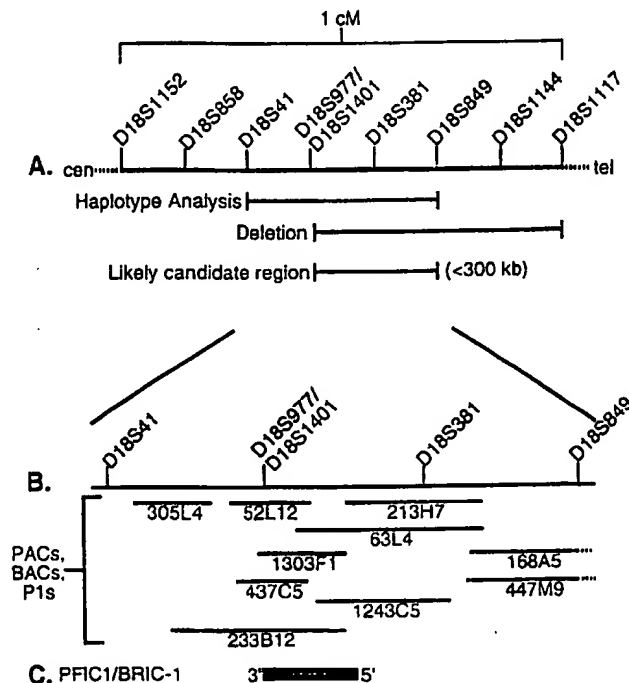 1 cM
D18S1152
D18S858
D18S41
D18S977/
D18S1401
D18S381
D18S849
D18S1144
D18S1117
A. cen tel
Haplotype Analysis
Deletion
Likely candidate region (<300 kb)
D18S41
D18S977/
D18S1401
D18S381
D18S849
B.
305L4 52L12 213H7
63L4
PACs,
BACs,
P1s
1303F1 168A5
437C5 447M9
1243C5
233B12
C. PFIC1/BRIC-1 3' 5'